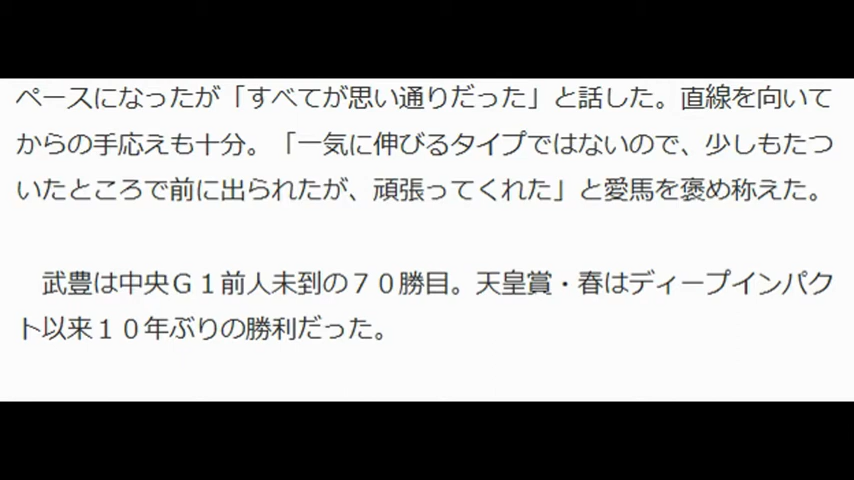 ペースになったが「すべてが思い通りだった」と話した。直線を向いて
からの手応えも十分。「一気に伸びるタイプではないので、少しもたつ
いたところで前に出られたが、頑張ってくれた」と愛馬を褒め称えた。
　武豊は中央Ｇ１前人未到の７０勝目。天皇賞・春はディープインパク
ト以来１０年ぶりの勝利だった。